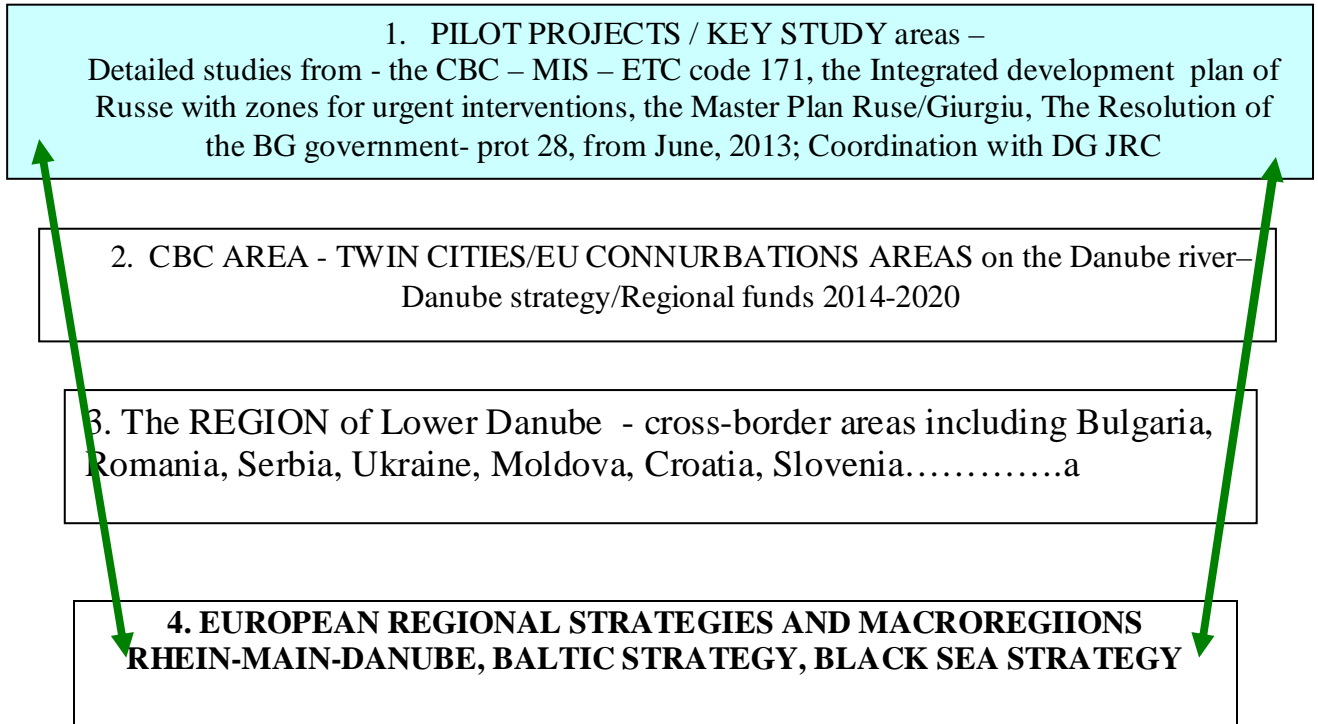 1. PILOT PROJECTS / KEY STUDY areas –
Detailed studies from - the CBC – MIS – ETC code 171, the Integrated development plan of
Russe with zones for urgent interventions, the Master Plan Ruse/Giurgiu, The Resolution of
the BG government- prot 28, from June, 2013; Coordination with DG JRC
2. CBC AREA - TWIN CITIES/EU CONNURBATIONS AREAS on the Danube river–
Danube strategy/Regional funds 2014-2020
3. The REGION of Lower Danube - cross-border areas including Bulgaria,
Romania, Serbia, Ukraine, Moldova, Croatia, Slovenia………….a
4. EUROPEAN REGIONAL STRATEGIES AND MACROREGIIONS
RHEIN-MAIN-DANUBE, BALTIC STRATEGY, BLACK SEA STRATEGY